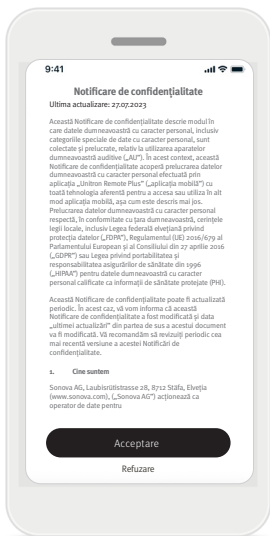 9:41
Notificare de confidențialitate
Ultima actualizare: 27.07.2023
Această Notificare de confidențialitate descrie modul în
care datele dumneavoastră cu caracter personal, inclusiv
categoriile speciale de date cu caracter personal, sunt
colectate și prelucrate, relativ la utilizarea aparatelor
dumneavoastră auditive („AU”). În acest context, această
Notificare de confidențialitate acoperă prelucrarea datelor
dumneavoastră cu caracter personal efectuată prin
aplicația „Unitron Remote Plus” („aplicația mobilă”) cu
toată tehnologia aferentă pentru a accesa sau utiliza în alt
mod aplicația mobilă, așa cum este descris mai jos.
Prelucrarea datelor dumneavoastră cu caracter personal
respectă, în conformitate cu țara dumneavoastră, cerințele
legii locale, inclusiv Legea federală elvețiană privind
protecția datelor („FDPA”), Regulamentul (UE) 2016/679 al
Parlamentului European și al Consiliului din 27 aprilie 2016
(„GDPR”) sau Legea privind portabilitatea și
responsabilitatea asigurărilor de sănătate din 1996
(„HIPAA”) pentru datele dumneavoastră cu caracter
personal calificate ca informații de sănătate protejate (PHI).
Această Notificare de confidențialitate poate fi actualizată
periodic. În acest caz, vă vom informa că această
Notificare de confidențialitate a fost modificată și data
„ultimei actualizări” din partea de sus a acestui document
va fi modificată. Vă recomandăm să revizuiți periodic cea
mai recentă versiune a acestei Notificări de
confidențialitate.
1. Cine suntem
Sonova AG, Laubisrütistrasse 28, 8712 Stäfa, Elveția
(www.sonova.com), („Sonova AG”) acționează ca
operator de date pentru
Acceptare
Refuzare